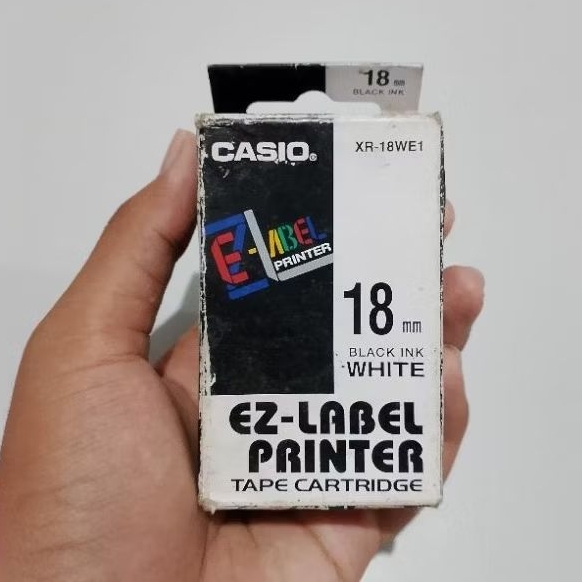 18 mm
BLACK INK
CASIO®
XR-18WE1
EZ-LABEL
PRINTER
18 mm
BLACK INK
WHITE
EZ-LABEL
PRINTER
TAPE CARTRIDGE